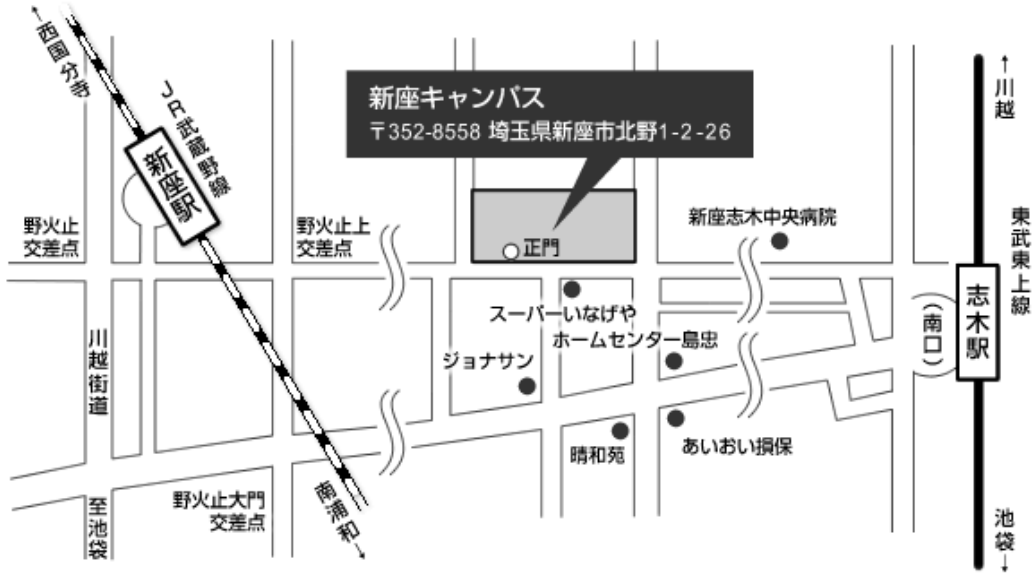 ←西国分寺
JR武蔵野線
新座駅
新座キャンパス
〒352-8558 埼玉県新座市北野1-2-26
↑川越
東武東上線
野火止
交差点
野火止上
交差点
正門
新座志木中央病院
志木駅
(南口)
スーパーいなげや
ホームセンター島忠
ジョナサン
川越街道
晴和苑
あいおい損保
野火止大門
交差点
至池袋
南浦和→
池袋→